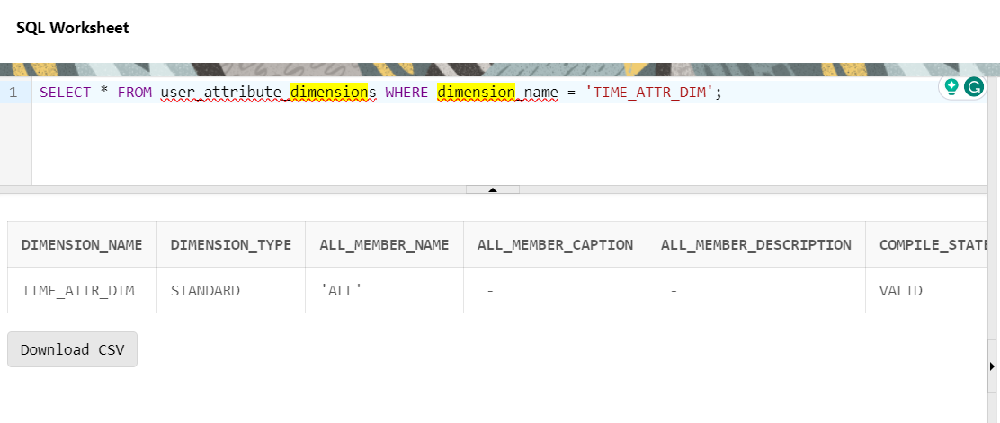 SQL Worksheet
1 SELECT * FROM user_attribute_dimensions WHERE dimension_name = 'TIME_ATTR_DIM';
DIMENSION_NAME DIMENSION_TYPE ALL_MEMBER_NAME ALL_MEMBER_CAPTION ALL_MEMBER_DESCRIPTION COMPILE_STATE
TIME_ATTR_DIM STANDARD 'ALL' - - VALID
Download CSV